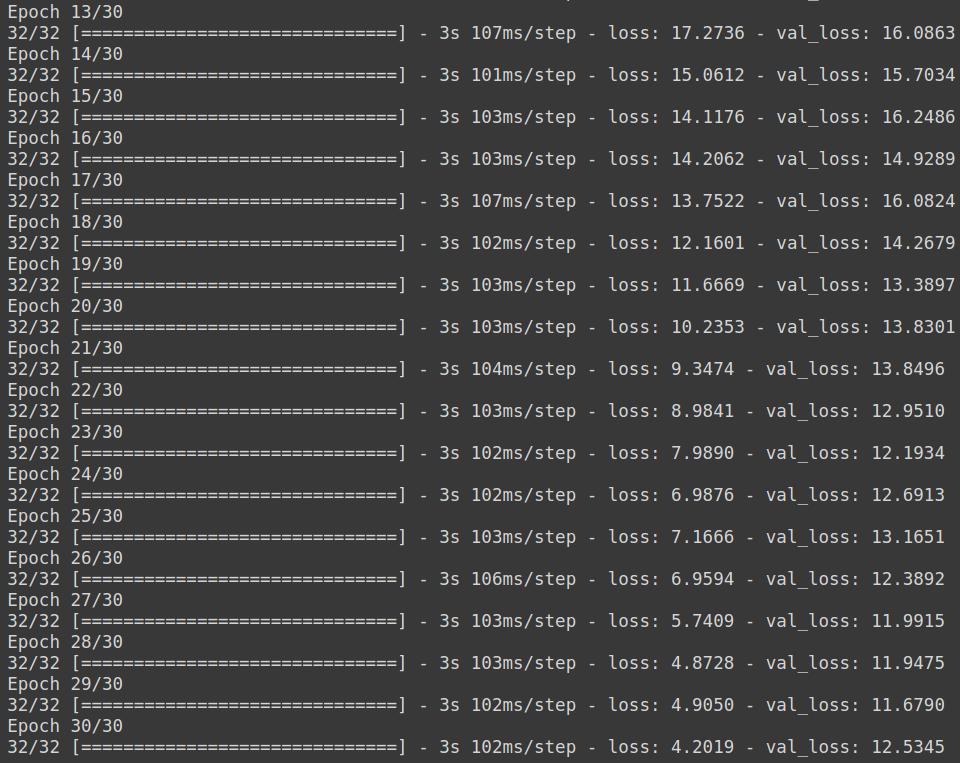 Epoch 13/30
32/32 [==============================] - 3s 107ms/step - loss: 17.2736 - val_loss: 16.0863
Epoch 14/30
32/32 [==============================] - 3s 101ms/step - loss: 15.0612 - val_loss: 15.7034
Epoch 15/30
32/32 [==============================] - 3s 103ms/step - loss: 14.1176 - val_loss: 16.2486
Epoch 16/30
32/32 [==============================] - 3s 103ms/step - loss: 14.2062 - val_loss: 14.9289
Epoch 17/30
32/32 [==============================] - 3s 107ms/step - loss: 13.7522 - val_loss: 16.0824
Epoch 18/30
32/32 [==============================] - 3s 102ms/step - loss: 12.1601 - val_loss: 14.2679
Epoch 19/30
32/32 [==============================] - 3s 103ms/step - loss: 11.6669 - val_loss: 13.3897
Epoch 20/30
32/32 [==============================] - 3s 103ms/step - loss: 10.2353 - val_loss: 13.8301
Epoch 21/30
32/32 [==============================] - 3s 104ms/step - loss: 9.3474 - val_loss: 13.8496
Epoch 22/30
32/32 [==============================] - 3s 103ms/step - loss: 8.9841 - val_loss: 12.9510
Epoch 23/30
32/32 [==============================] - 3s 102ms/step - loss: 7.9890 - val_loss: 12.1934
Epoch 24/30
32/32 [==============================] - 3s 102ms/step - loss: 6.9876 - val_loss: 12.6913
Epoch 25/30
32/32 [==============================] - 3s 103ms/step - loss: 7.1666 - val_loss: 13.1651
Epoch 26/30
32/32 [==============================] - 3s 106ms/step - loss: 6.9594 - val_loss: 12.3892
Epoch 27/30
32/32 [==============================] - 3s 103ms/step - loss: 5.7409 - val_loss: 11.9915
Epoch 28/30
32/32 [==============================] - 3s 103ms/step - loss: 4.8728 - val_loss: 11.9475
Epoch 29/30
32/32 [==============================] - 3s 102ms/step - loss: 4.9050 - val_loss: 11.6790
Epoch 30/30
32/32 [==============================] - 3s 102ms/step - loss: 4.2019 - val_loss: 12.5345